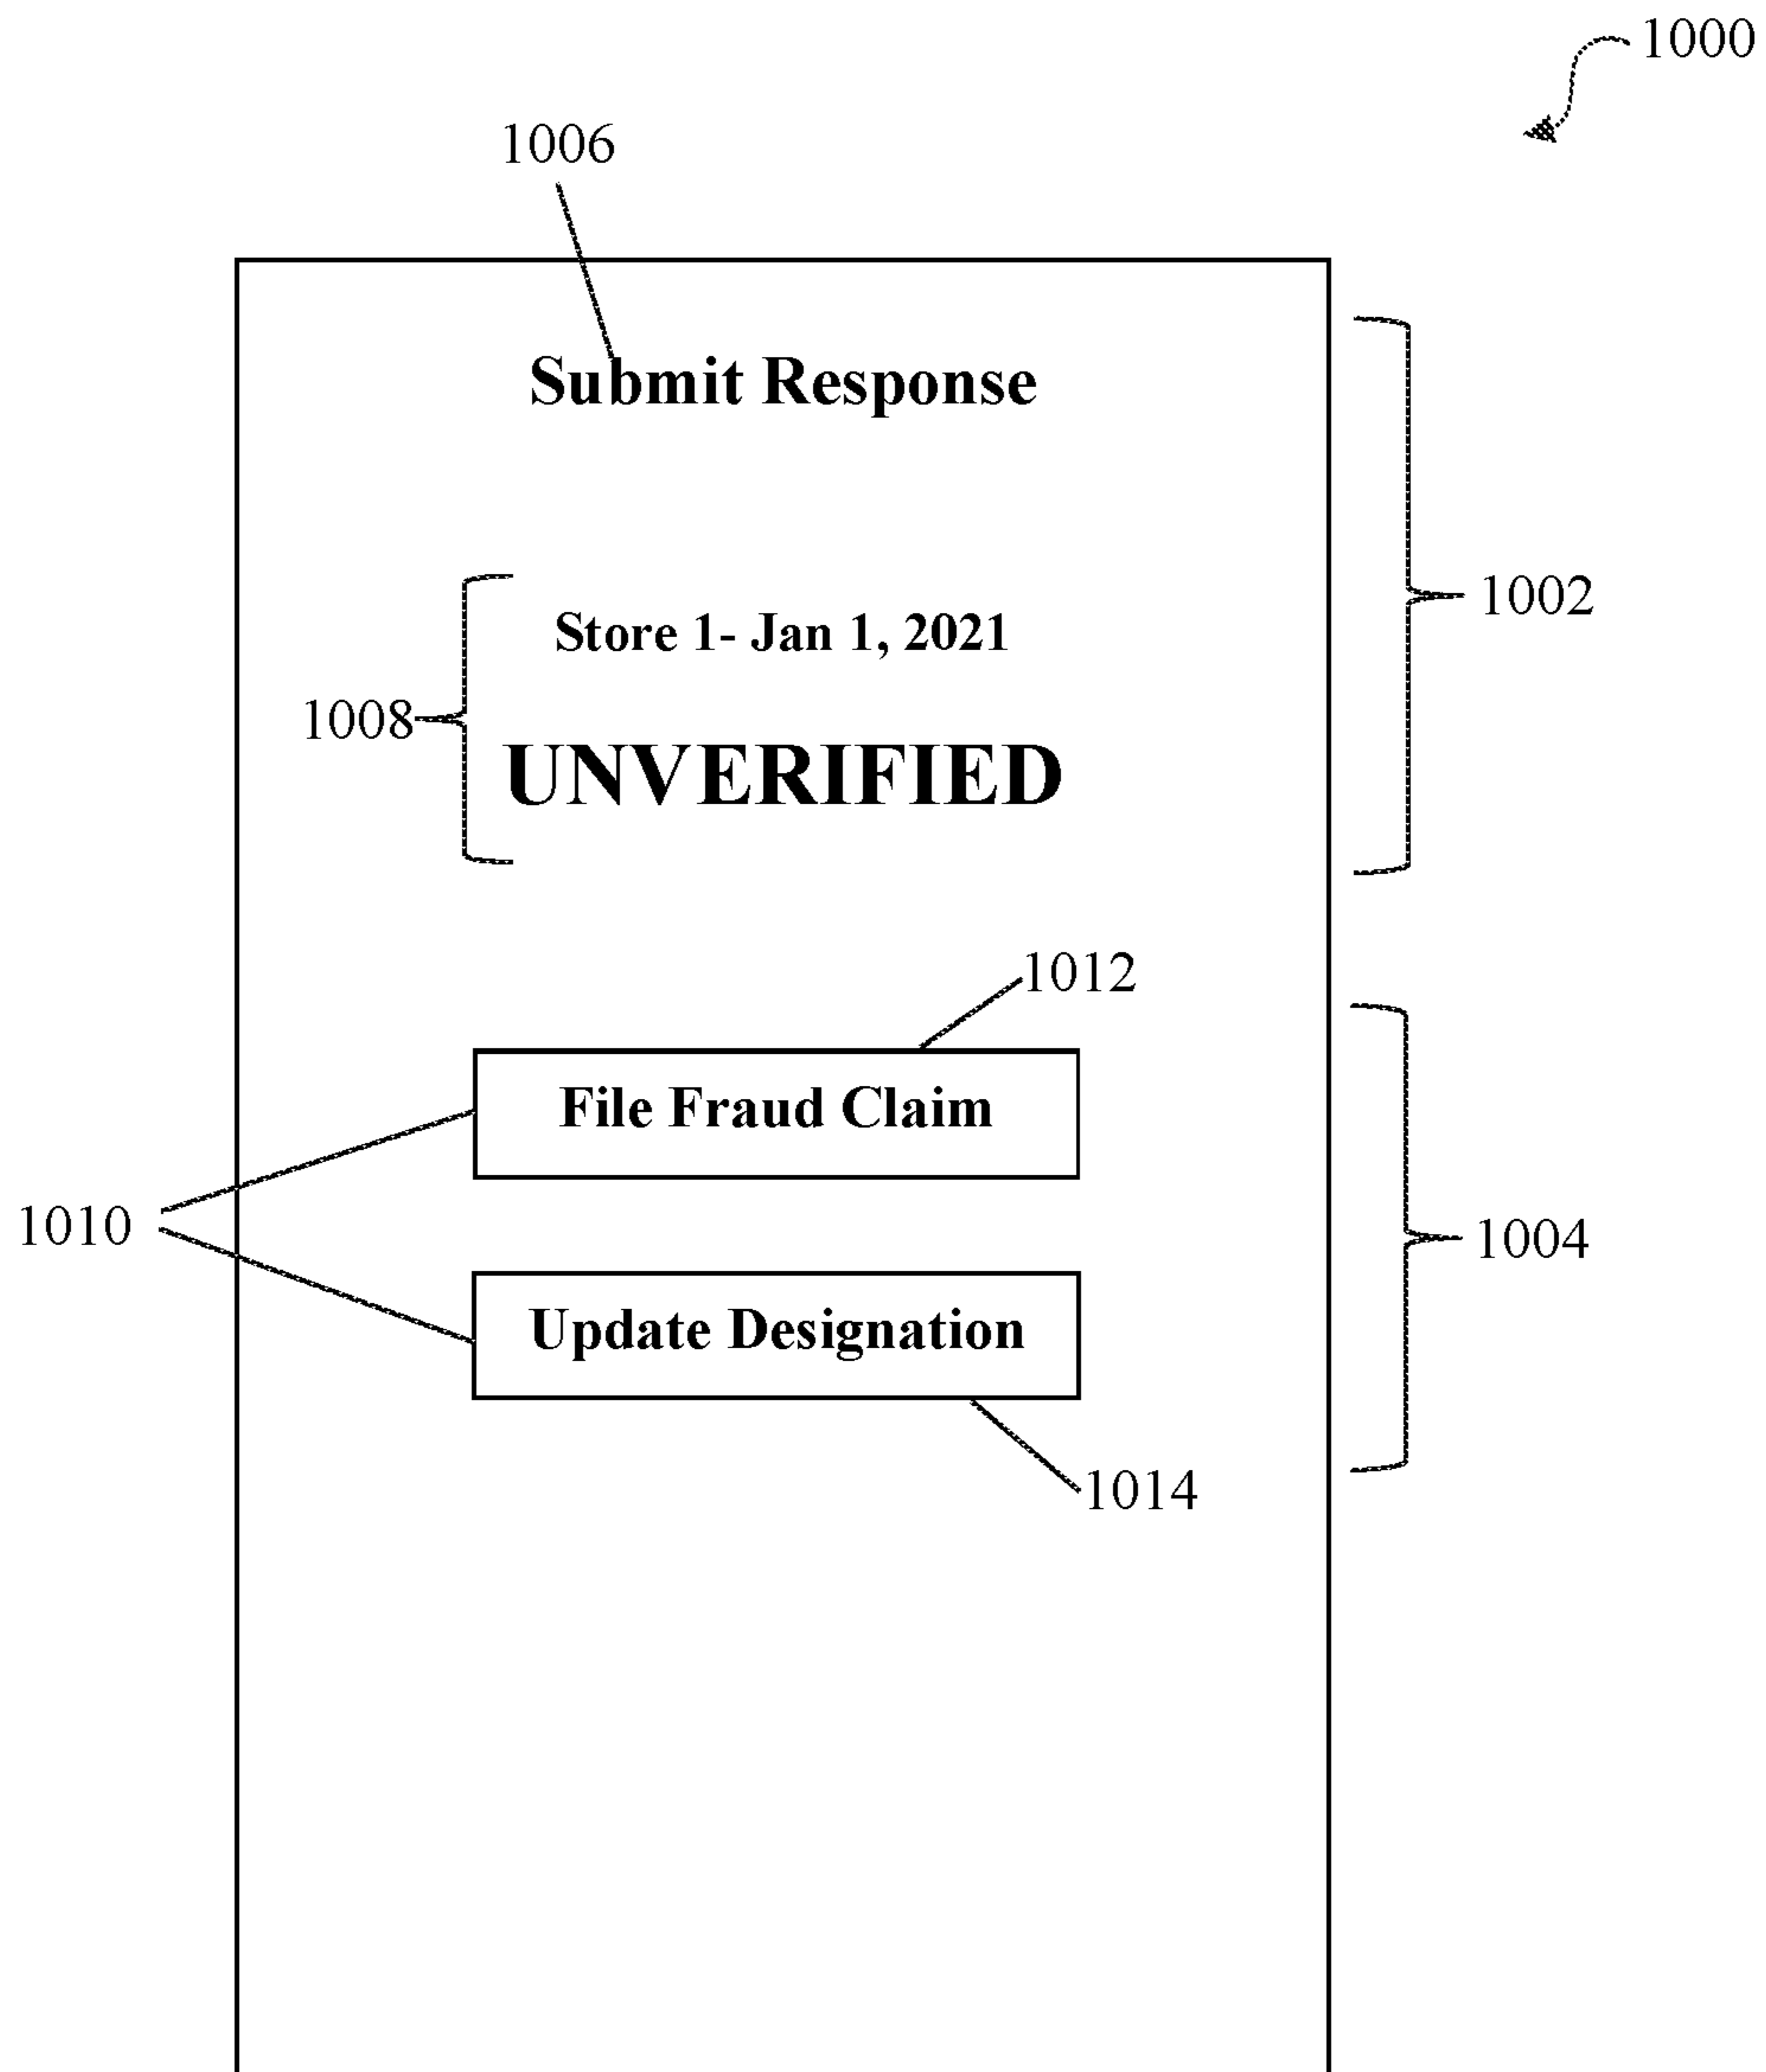 1000
1006
Submit Response
1002
Store 1- Jan 1, 2021
1008
UNVERIFIED
1012
File Fraud Claim
1010
1004
Update Designation
1014